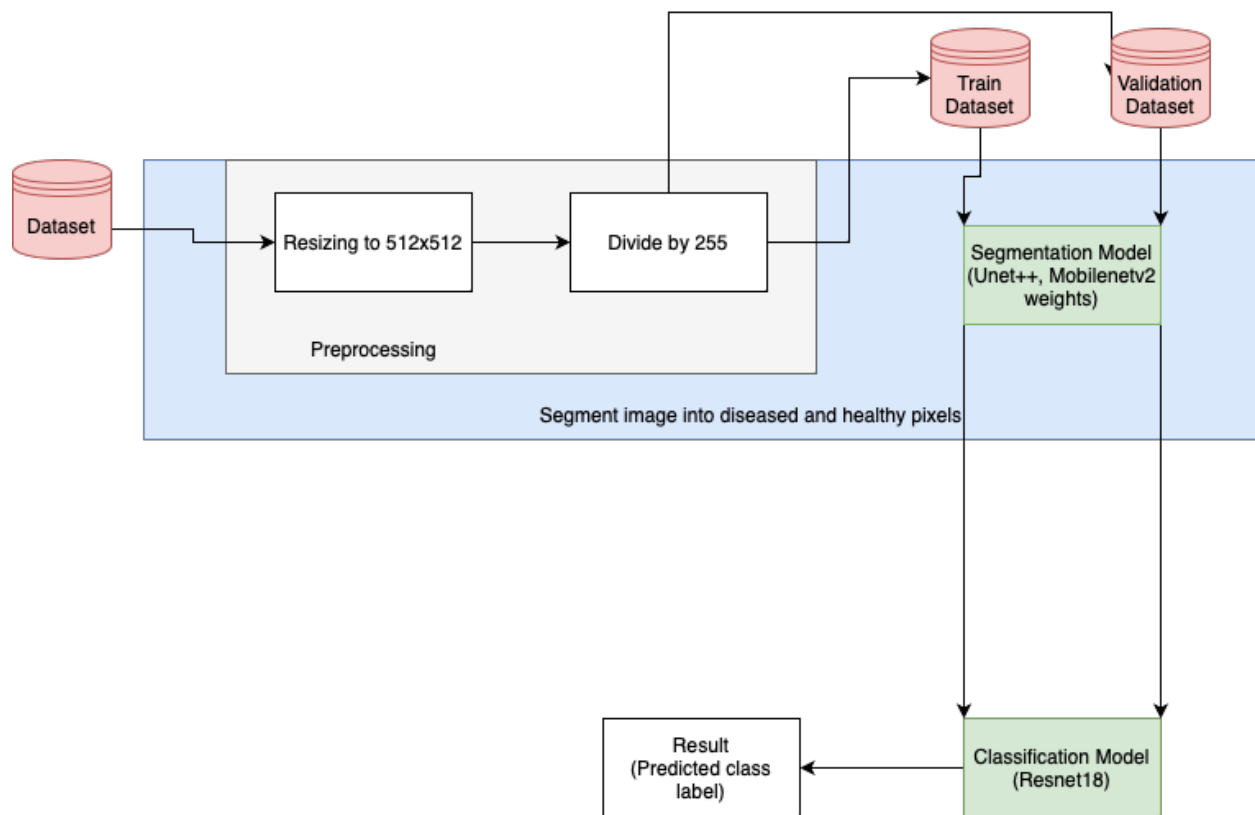 Train
Dataset
Validation
Dataset
Dataset
Resizing to 512x512
Divide by 255
Segmentation Model
(Unet++, Mobilenetv2
weights)
Preprocessing
Segment image into diseased and healthy pixels
Result
(Predicted class
label)
Classification Model
(Resnet18)